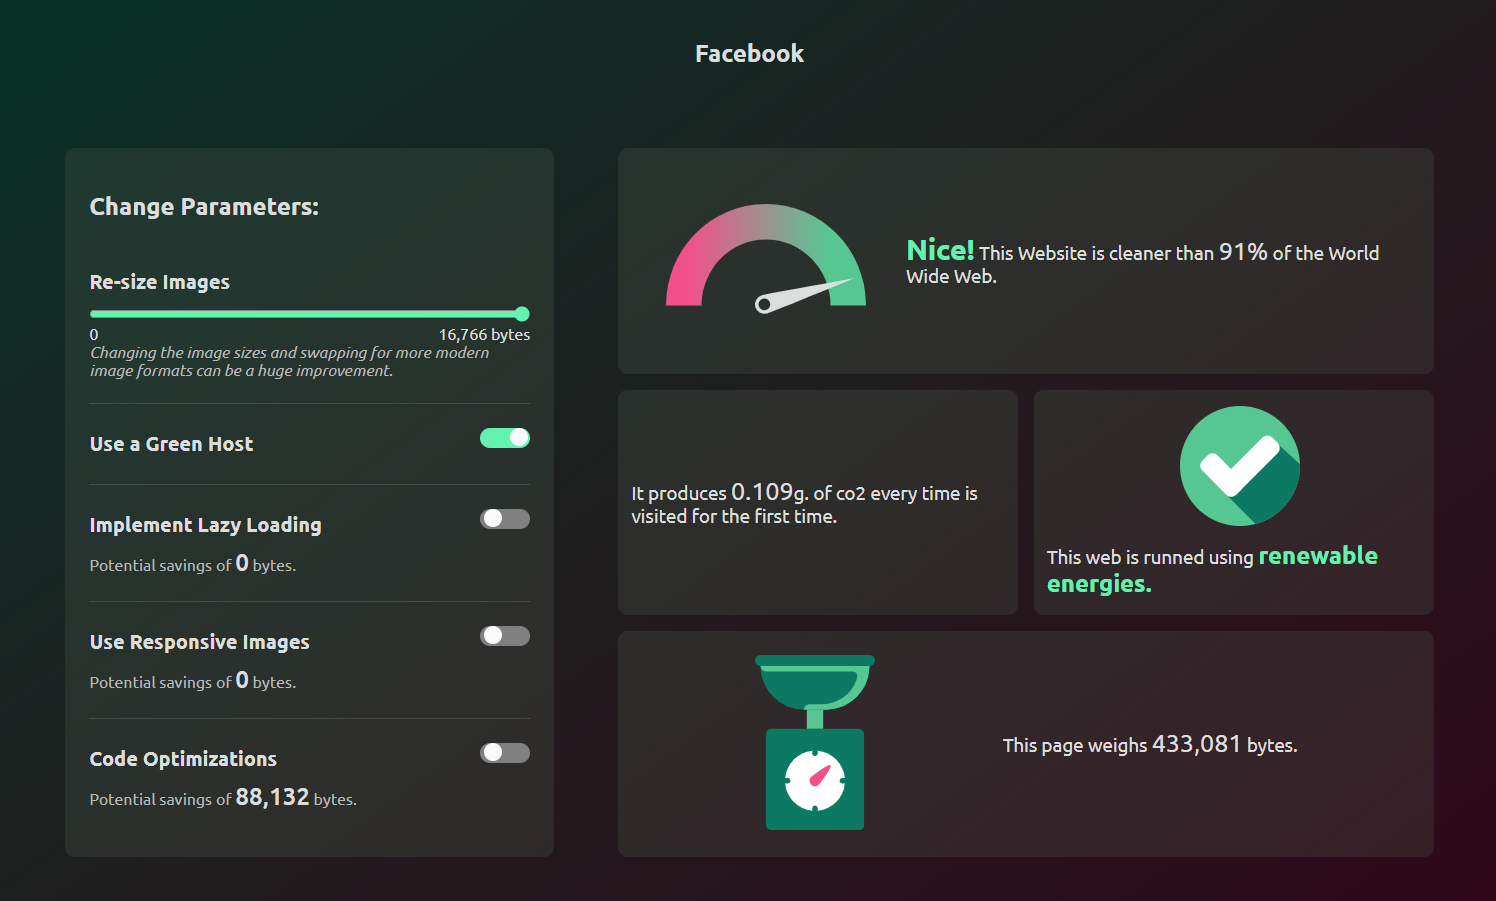 Facebook
Change Parameters:
Re-size Images
0 16,766 bytes
Changing the image sizes and swapping for more modern
image formats can be a huge improvement.
Use a Green Host
Implement Lazy Loading
Potential savings of 0 bytes.
Use Responsive Images
Potential savings of 0 bytes.
Code Optimizations
Potential savings of 88,132 bytes.
Nice! This Website is cleaner than 91% of the World
Wide Web.
It produces 0.109g. of co2 every time is
visited for the first time.
This web is runned using renewable
energies.
This page weighs 433,081 bytes.